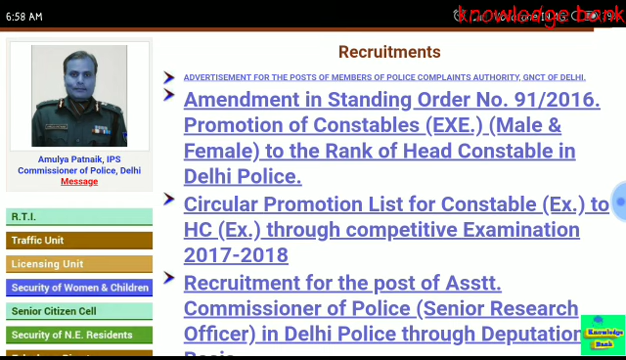 6:58 AM
knowledge bank
Recruitments
ADVERTISEMENT FOR THE POSTS OF MEMBERS OF POLICE COMPLAINTS AUTHORITY, GNCT OF DELHI.
Amendment in Standing Order No. 91/2016.
Promotion of Constables (EXE.) (Male &
Female) to the Rank of Head Constable in
Delhi Police.
Circular Promotion List for Constable (Ex.) to
HC (Ex.) through competitive Examination
2017-2018
Recruitment for the post of Asstt.
Commissioner of Police (Senior Research
Officer) in Delhi Police through Deputation
Amulya Patnaik, IPS
Commissioner of Police, Delhi
Message
R.T.I.
Traffic Unit
Licensing Unit
Security of Women & Children
Senior Citizen Cell
Security of N.E. Residents
Knowledge
Bank